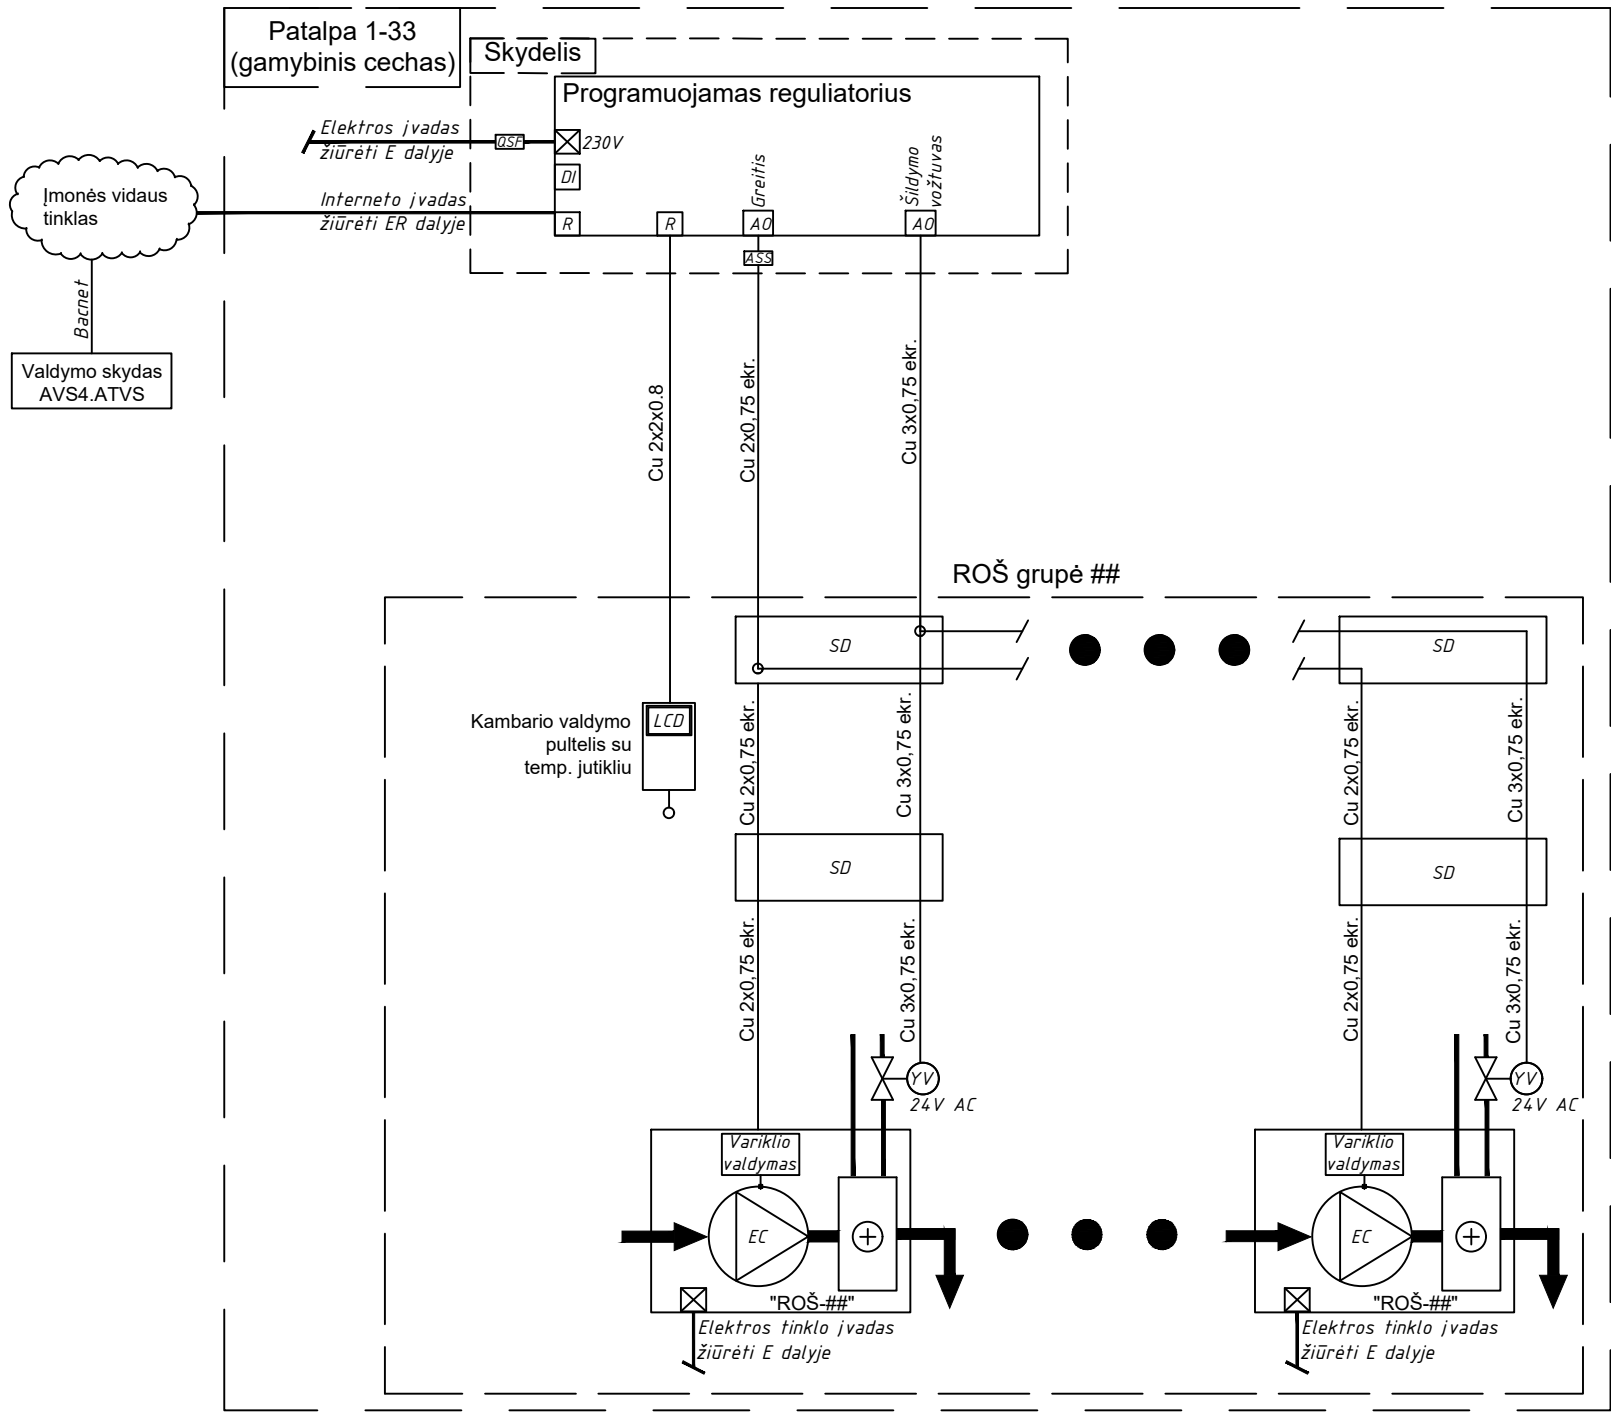 Patalpa 1-33
(gamybinis cechas)
Skydelis
Programuojamas reguliatorius
Elektros įvadas
žiūrėti E dalyje
QSF
230V
DI
Greitis
Šildymo
vožtuvas
Įmonės vidaus
tinklas
Interneto įvadas
žiūrėti ER dalyje
R
R
AO
AO
ASS
Bacnet
Valdymo skydas
AVS4.ATVS
Cu 2x2x0.8
Cu 2x0,75 ekr.
Cu 3x0,75 ekr.
ROŠ grupė ##
SD
SD
Kambario valdymo
pultelis su
temp. jutikliu
LCD
Cu 2x0,75 ekr.
Cu 3x0,75 ekr.
Cu 2x0,75 ekr.
Cu 3x0,75 ekr.
SD
SD
Cu 2x0,75 ekr.
Cu 3x0,75 ekr.
Cu 2x0,75 ekr.
Cu 3x0,75 ekr.
YV
24V AC
YV
24V AC
Variklio
valdymas
Variklio
valdymas
EC
EC
"ROŠ-##"
"ROŠ-##"
Elektros tinklo įvadas
žiūrėti E dalyje
Elektros tinklo įvadas
žiūrėti E dalyje